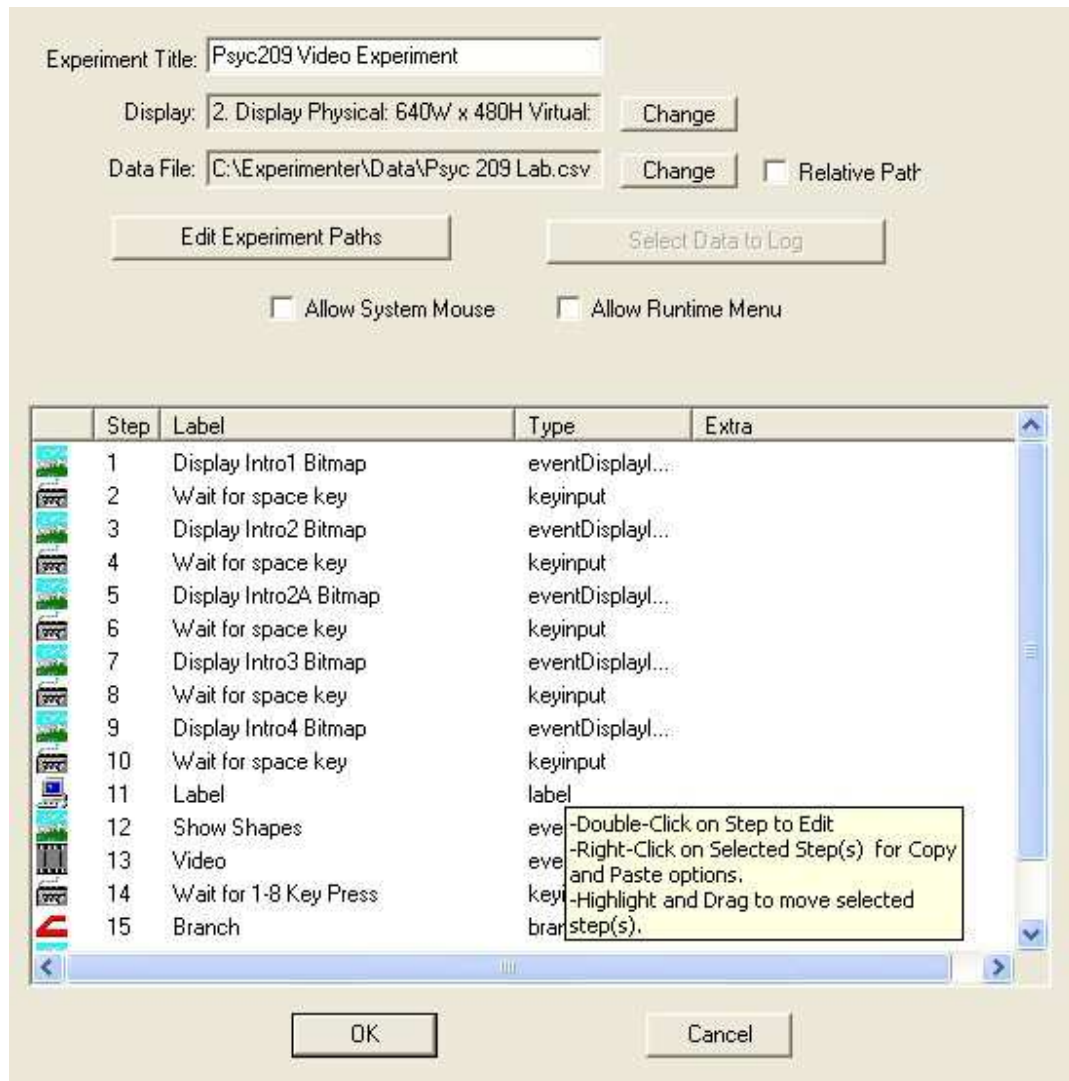 Experiment Title: Psyc209 Video Experiment
Display: 2. Display Physical: 640W x 480H Virtual: Change
Data File: C:\Experimenter\Data\Psyc 209 Lab.csv Change Relative Path
Edit Experiment Paths Select Data to Log
Allow System Mouse Allow Runtime Menu
Step Label Type Extra
1 Display Intro1 Bitmap eventDisplayI...
2 Wait for space key keyinput
3 Display Intro2 Bitmap eventDisplayI...
4 Wait for space key keyinput
5 Display Intro2A Bitmap eventDisplayI...
6 Wait for space key keyinput
7 Display Intro3 Bitmap eventDisplayI...
8 Wait for space key keyinput
9 Display Intro4 Bitmap eventDisplayI...
10 Wait for space key keyinput
11 Label label
12 Show Shapes eve
13 Video eve
14 Wait for 1-8 Key Press keyi
15 Branch bran
-Double-Click on Step to Edit
-Right-Click on Selected Step(s) for Copy
and Paste options.
-Highlight and Drag to move selected
step(s).
OK Cancel